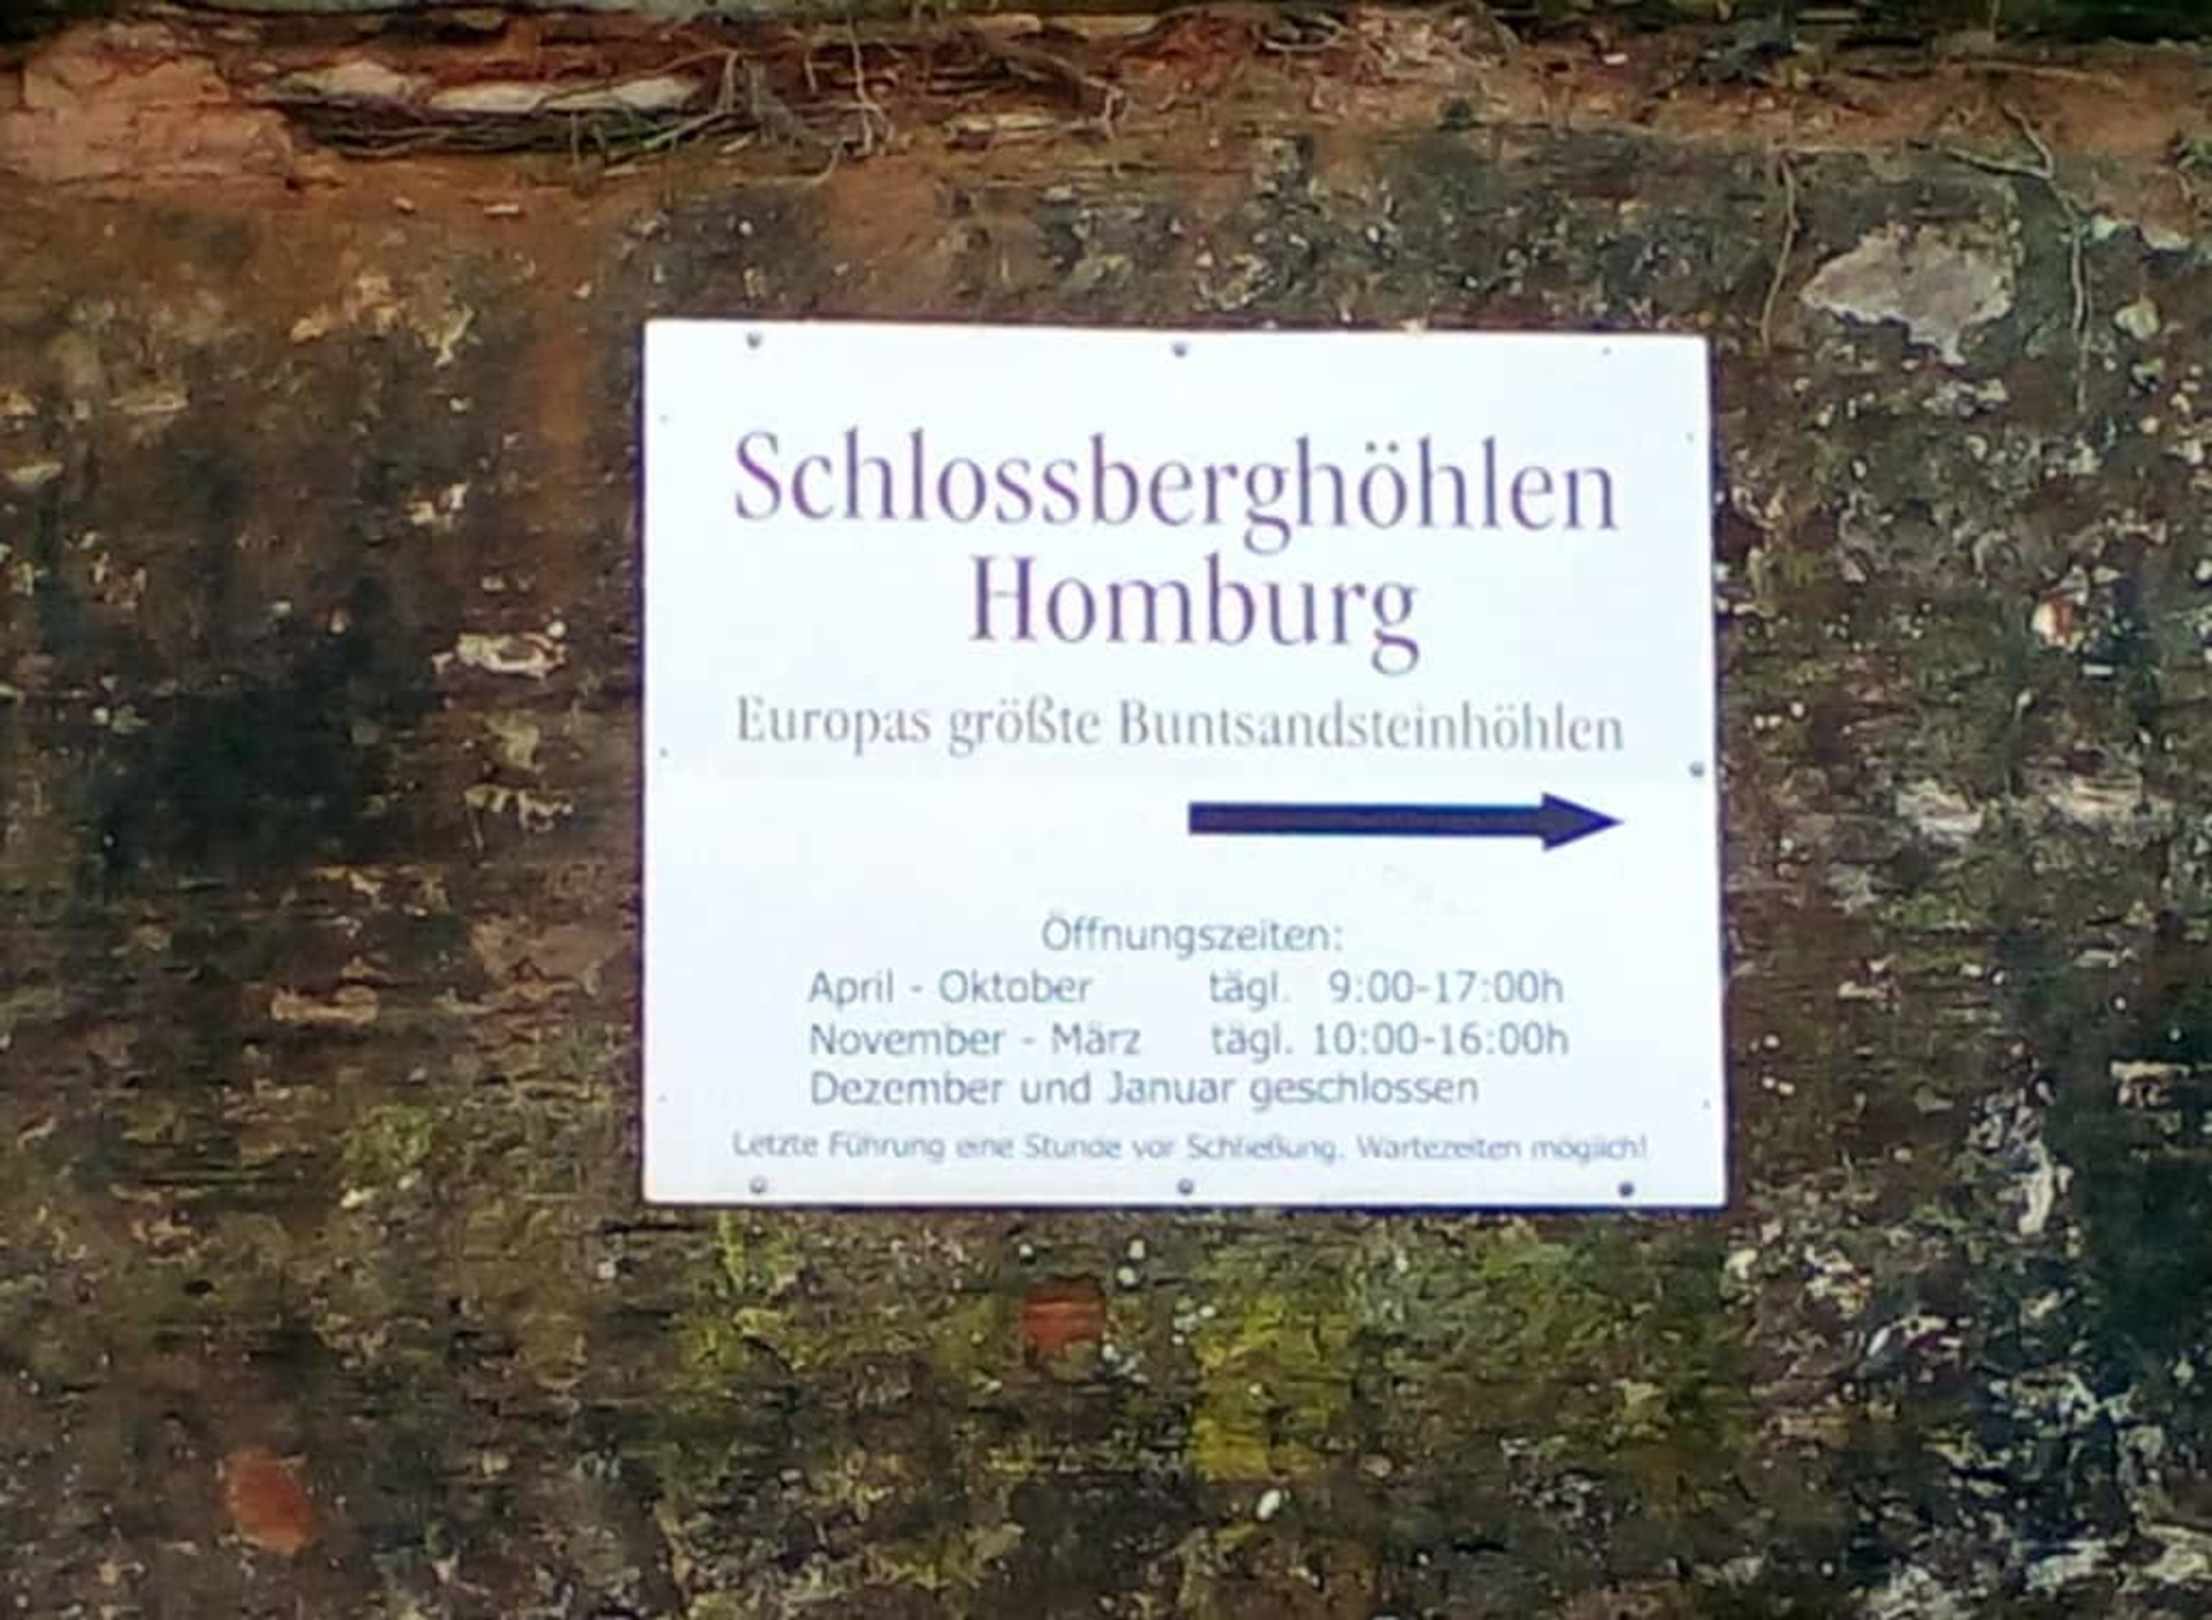 Schlossberghöhlen
Homburg
Europas größte Buntsandsteinhöhlen
Öffnungszeiten:
April - Oktober tägl. 9:00-17:00h
November - März tägl. 10:00-16:00h
Dezember und Januar geschlossen
Letzte Führung eine Stunde vor Schließung. Wartezeiten möglich!